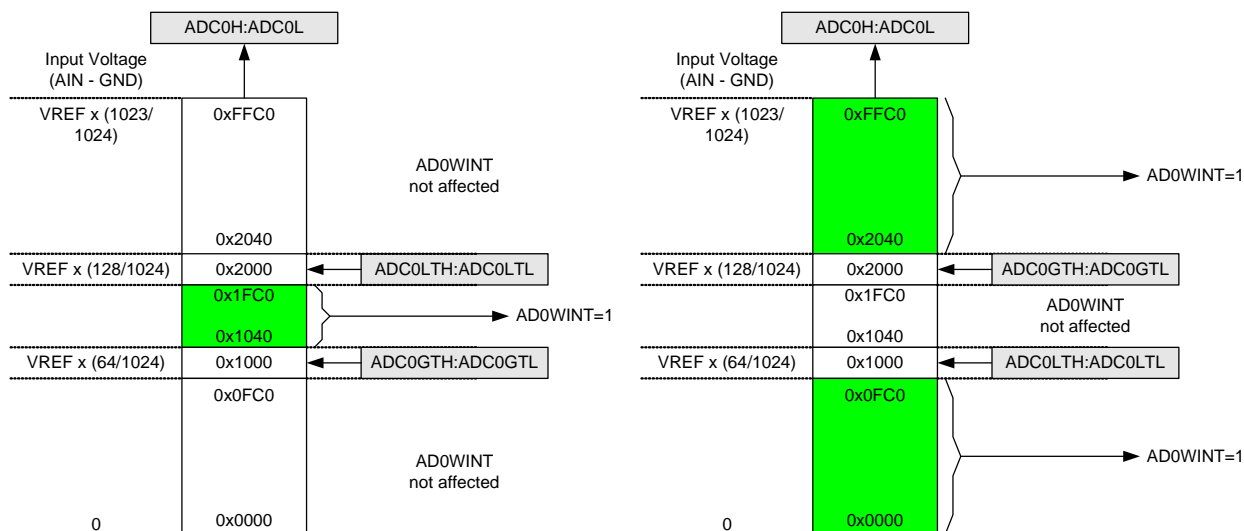 ADC0H:ADC0L
Input Voltage
(AIN - GND)
VREF x (1023/
1024)
0xFFC0
AD0WINT
not affected
0x2040
VREF x (128/1024)
0x2000
ADC0LTH:ADC0LTL
0x1FC0
AD0WINT=1
0x1040
VREF x (64/1024)
0x1000
ADC0GTH:ADC0GTL
0x0FC0
AD0WINT
not affected
0
0x0000
ADC0H:ADC0L
Input Voltage
(AIN - GND)
VREF x (1023/
1024)
0xFFC0
AD0WINT=1
0x2040
VREF x (128/1024)
0x2000
ADC0GTH:ADC0GTL
0x1FC0
AD0WINT
not affected
0x1040
VREF x (64/1024)
0x1000
ADC0LTH:ADC0LTL
0x0FC0
AD0WINT=1
0
0x0000